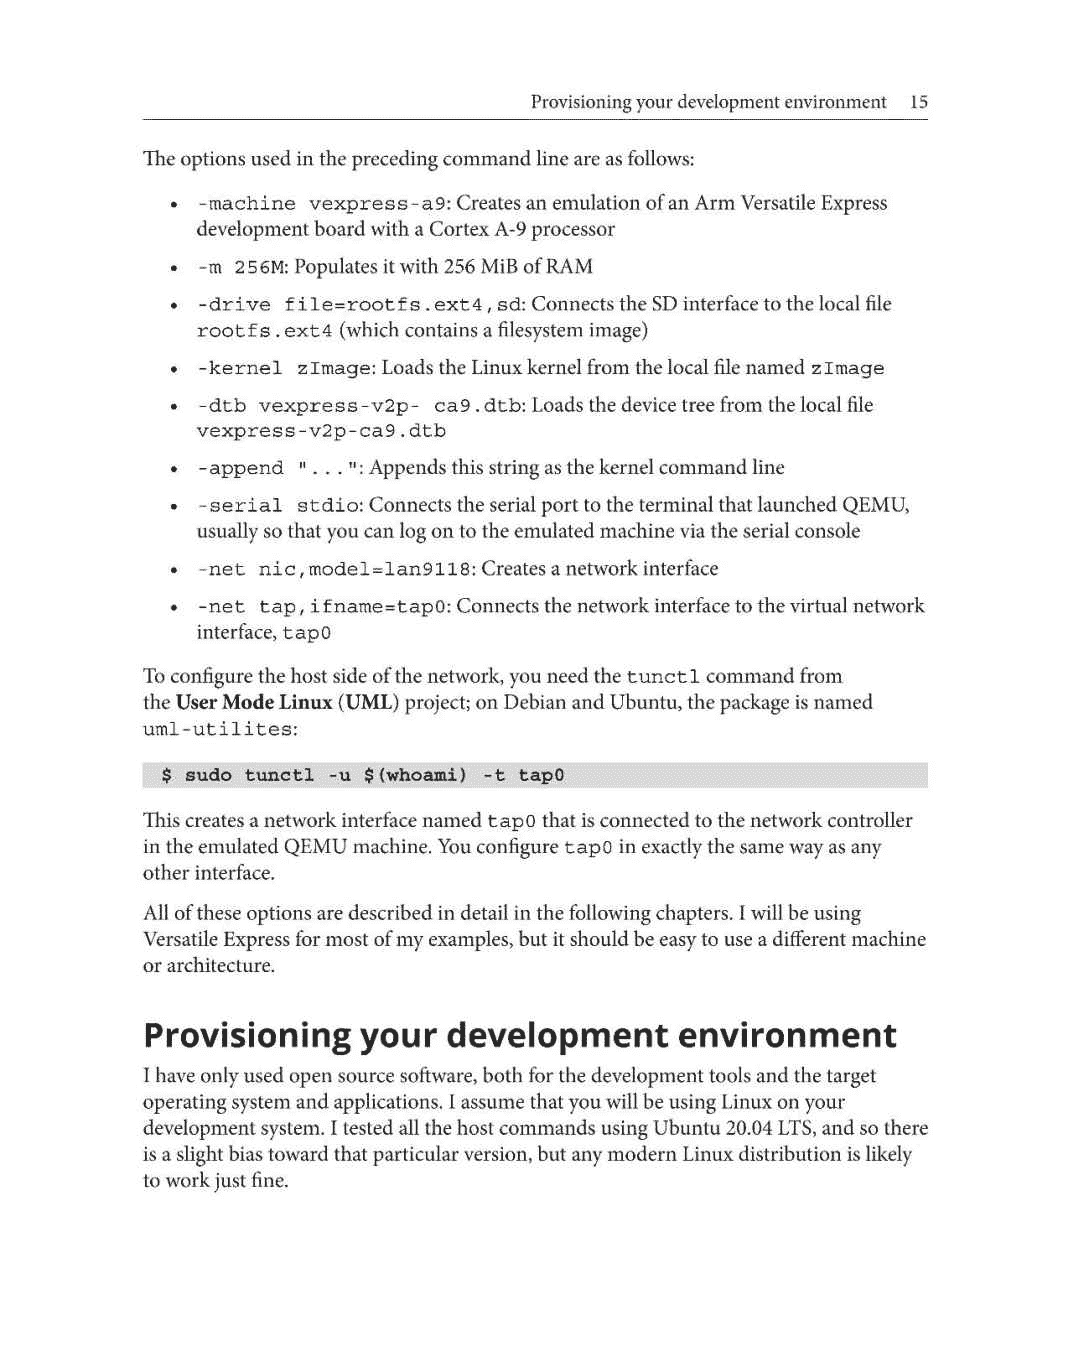 Provisioning your development environment 15
The options used in the preceding command line are as follows:
• -machine vexpress-a9: Creates an emulation of an Arm Versatile Express
development board with a Cortex A-9 processor
• -m 256M: Populates it with 256 MiB of RAM
• -drive file=rootfs.ext4,sd: Connects the SD interface to the local file
rootfs.ext4 (which contains a filesystem image)
• -kernel zImage: Loads the Linux kernel from the local file named zImage
• -dtb vexpress-v2p- ca9.dtb: Loads the device tree from the local file
vexpress-v2p-ca9.dtb
• -append "...": Appends this string as the kernel command line
• -serial stdio: Connects the serial port to the terminal that launched QEMU,
usually so that you can log on to the emulated machine via the serial console
• -net nic,model=lan9118: Creates a network interface
• -net tap,ifname=tap0: Connects the network interface to the virtual network
interface, tap0
To configure the host side of the network, you need the tunctl command from
the User Mode Linux (UML) project; on Debian and Ubuntu, the package is named
uml-utilites:
$ sudo tunctl -u $(whoami) -t tap0
This creates a network interface named tap0 that is connected to the network controller
in the emulated QEMU machine. You configure tap0 in exactly the same way as any
other interface.
All of these options are described in detail in the following chapters. I will be using
Versatile Express for most of my examples, but it should be easy to use a different machine
or architecture.
Provisioning your development environment
I have only used open source software, both for the development tools and the target
operating system and applications. I assume that you will be using Linux on your
development system. I tested all the host commands using Ubuntu 20.04 LTS, and so there
is a slight bias toward that particular version, but any modern Linux distribution is likely
to work just fine.